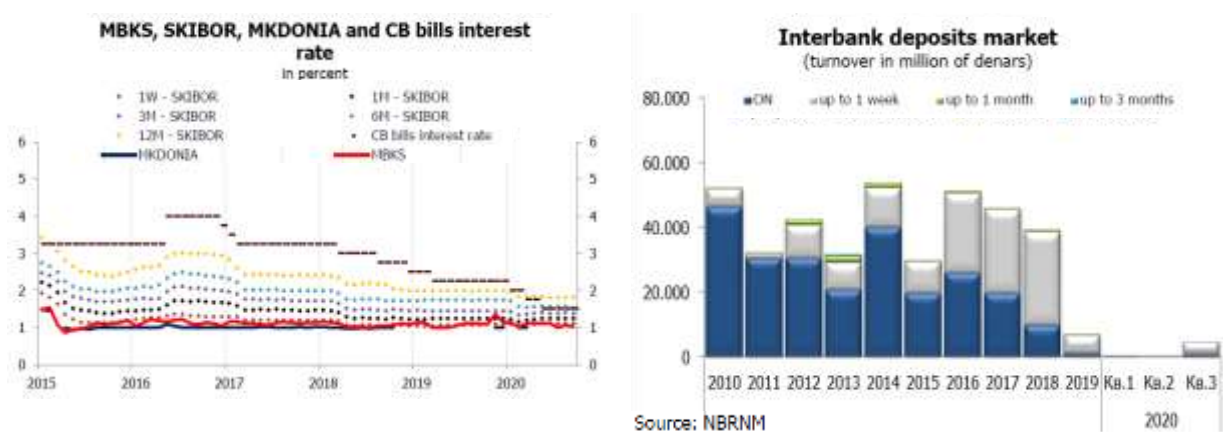 MBKS, SKIBOR, MKDONIA and CB bills interest
rate
in percent
1W - SKIBOR
1M - SKIBOR
3M - SKIBOR
6M - SKIBOR
12M - SKIBOR
CB bills interest rate
MKDONIA
MBKS
6
6
5
5
4
4
3
3
2
2
1
1
0
0
2015
2016
2017
2018
2019
2020
Interbank deposits market
(turnover in million of denars)
ON
up to 1 week
up to 1 month
up to 3 months
80.000
60.000
40.000
20.000
0
2010 2011 2012 2013 2014 2015 2016 2017 2018 2019 Кв.1 Кв.2 Кв.3
2020
Source: NBRNM